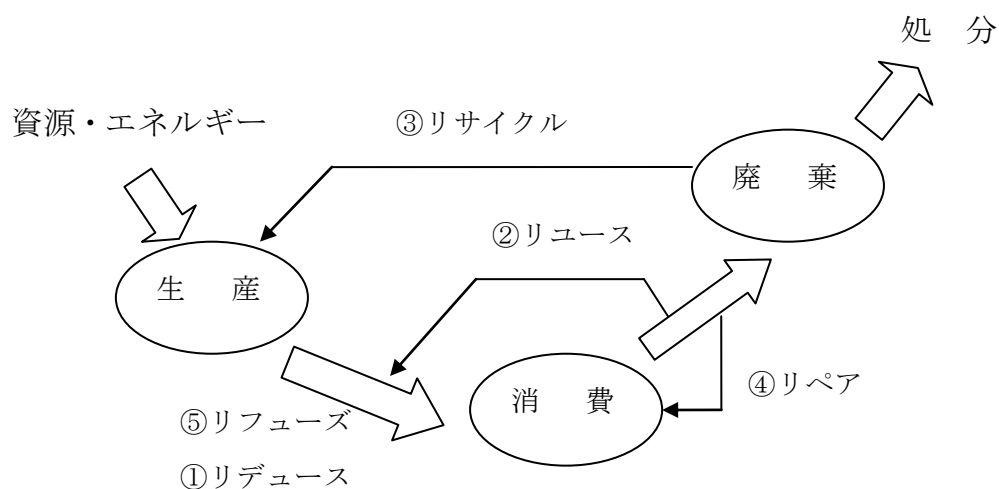 処　分
資源・エネルギー
③リサイクル
廃　棄
②リユース
生　産
④リペア
消　費
⑤リフューズ
①リデュース